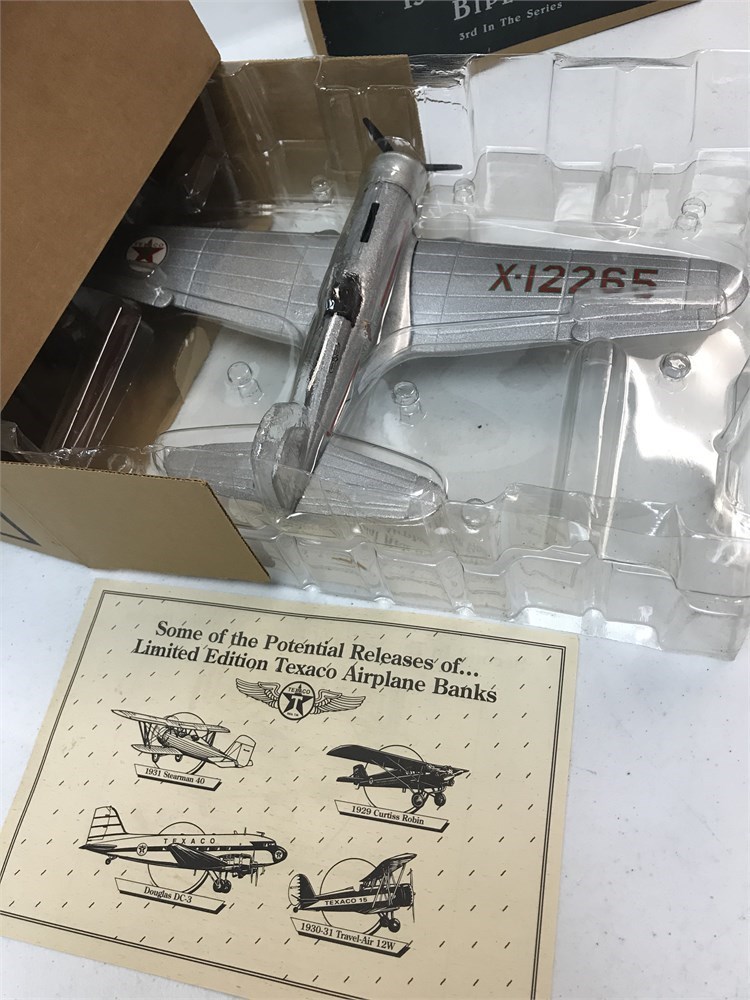 BIPL
3rd In The Series
X-12265
Some of the Potential Releases of...
Limited Edition Texaco Airplane Banks
TEXACO
1931 Stearman 40
1929 Curtiss Robin
TEXACO
Douglas DC-3
TEXACO 15
1930-31 Travel-Air 12W